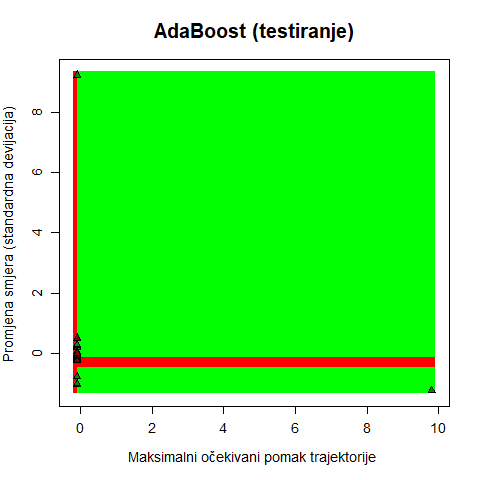 AdaBoost (testiranje)
Promjena smjera (standardna devijacija)
8
6
4
2
0
0 2 4 6 8 10
Maksimalni očekivani pomak trajektorije